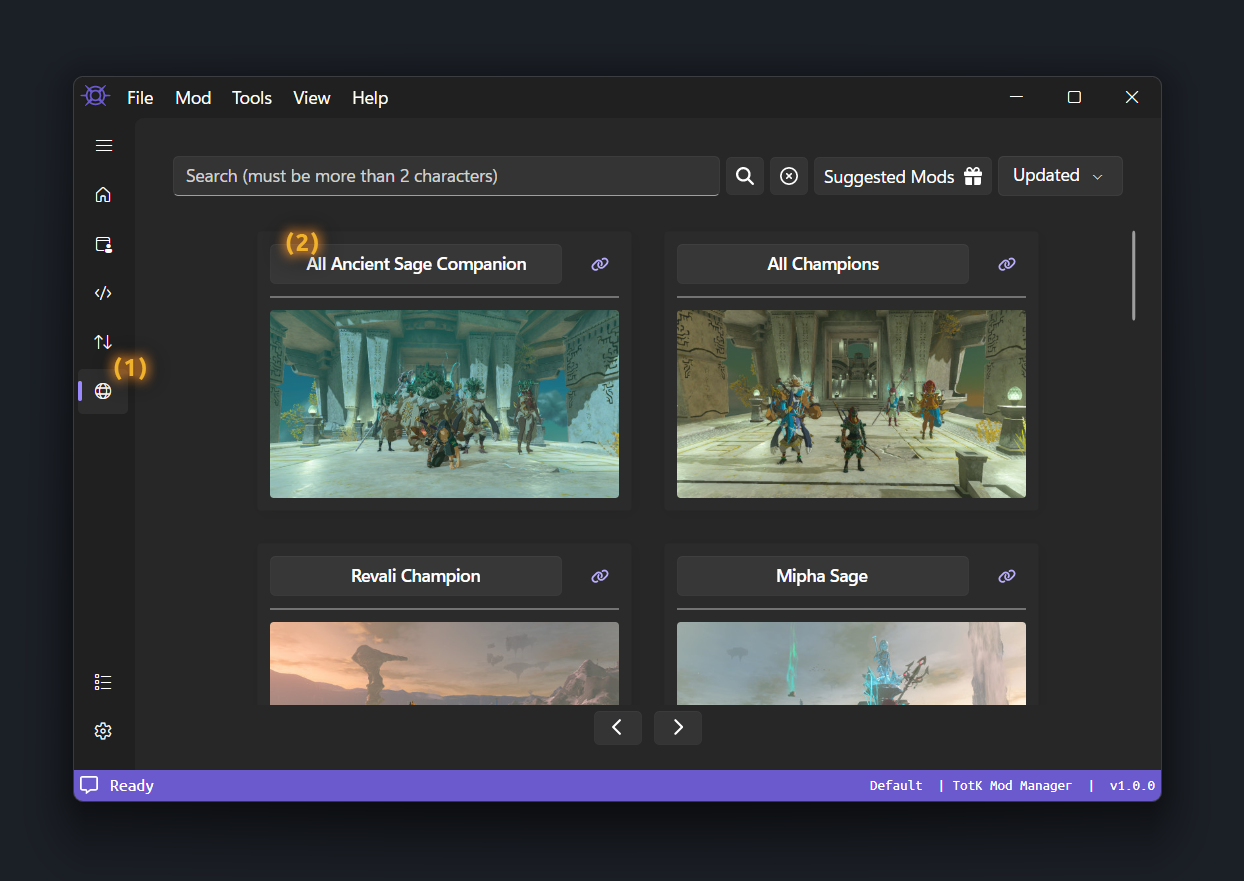 File Mod Tools View Help
Search (must be more than 2 characters) Suggested Mods Updated
(2)
All Ancient Sage Companion All Champions
(1)
Revali Champion Mipha Sage
Ready Default | TotK Mod Manager | v1.0.0